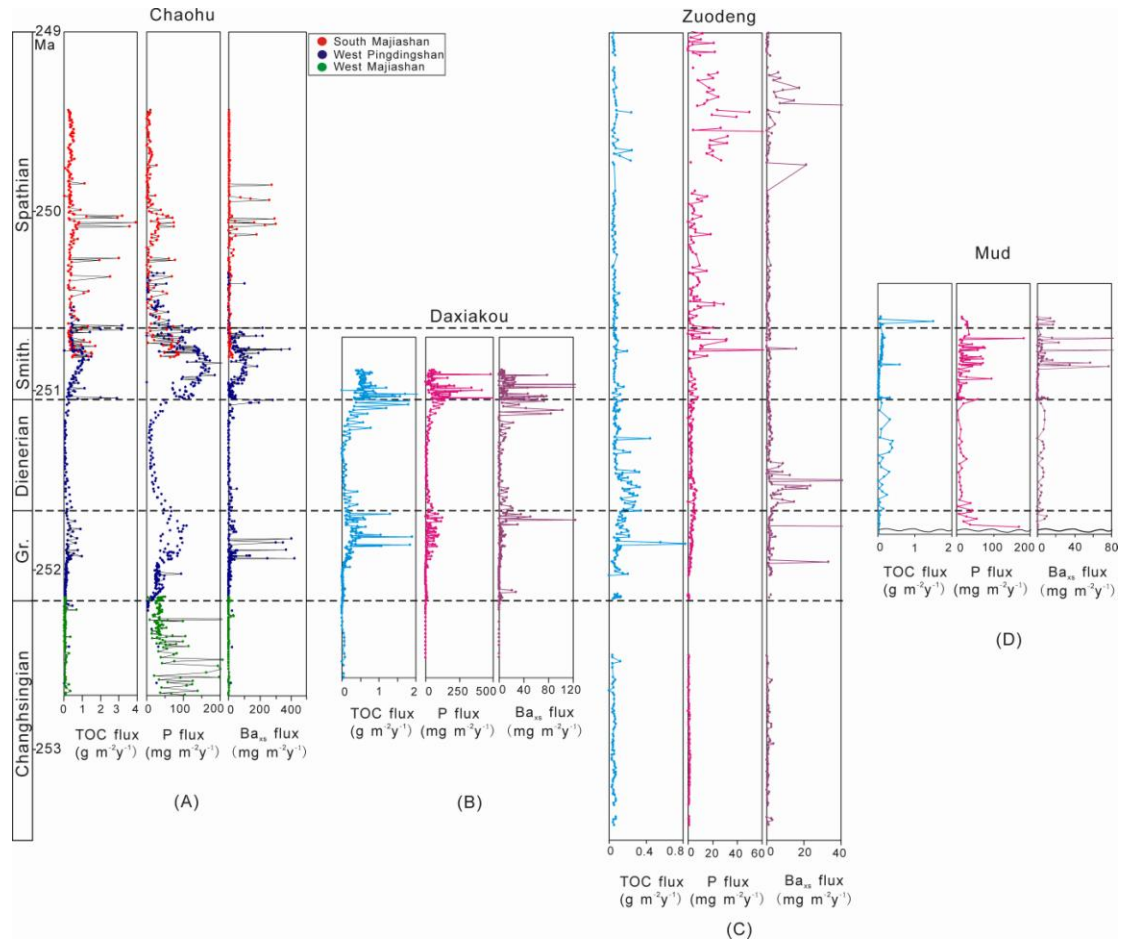 Chaohu
Zuodeng
249
Ma
South Majiashan
West Pingdingshan
West Majiashan
Spathian
250
Mud
Daxiakou
Smith.
251
Dienerian
Gr.
252
Changhsingian
253
0 1 2 3 4
0 100 200
0 200 400
TOC flux
(g m⁻²y⁻¹)
P flux
(mg m⁻²y⁻¹)
Baxs flux
(mg m⁻²y⁻¹)
(A)
0 1 2
0 250 500
0 40 80 120
TOC flux
(g m⁻²y⁻¹)
P flux
(mg m⁻²y⁻¹)
Baxs flux
(mg m⁻²y⁻¹)
(B)
0 0.4 0.8
0 20 40 60
0 20 40
TOC flux
(g m⁻²y⁻¹)
P flux
(mg m⁻²y⁻¹)
Baxs flux
(mg m⁻²y⁻¹)
(C)
0 1 2
0 100 200
0 40 80
TOC flux
(g m⁻²y⁻¹)
P flux
(mg m⁻²y⁻¹)
Baxs flux
(mg m⁻²y⁻¹)
(D)